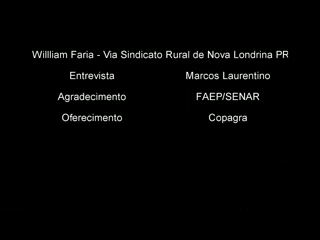 Willliam Faria - Via Sindicato Rural de Nova Londrina PR
Entrevista Marcos Laurentino
Agradecimento FAEP/SENAR
Oferecimento Copagra